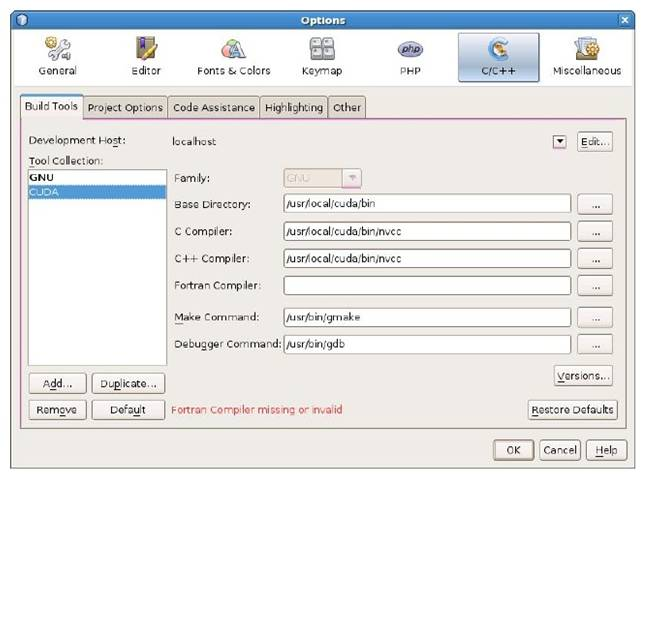 Options
General
Editor
Fonts & Colors
Keymap
php
PHP
C/C++
Miscellaneous
Build Tools
Project Options
Code Assistance
Highlighting
Other
Development Host:
localhost
Edit...
Tool Collection:
GNU
CUDA
Family:
GNU
Base Directory:
/usr/local/cuda/bin
...
C Compiler:
/usr/local/cuda/bin/nvcc
...
C++ Compiler:
/usr/local/cuda/bin/nvcc
...
Fortran Compiler:
...
Make Command:
/usr/bin/gmake
...
Debugger Command:
/usr/bin/gdb
...
Versions...
Add...
Duplicate...
Remove
Default
Fortran Compiler missing or invalid
Restore Defaults
OK
Cancel
Help